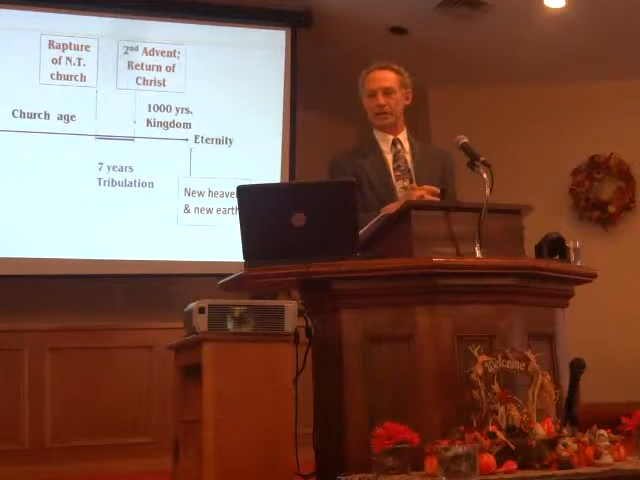 Rapture
of N.T.
church
2nd Advent;
Return of
Christ
Church age
1000 yrs.
Kingdom
Eternity
7 years
Tribulation
New heave
& new earth
Welcome